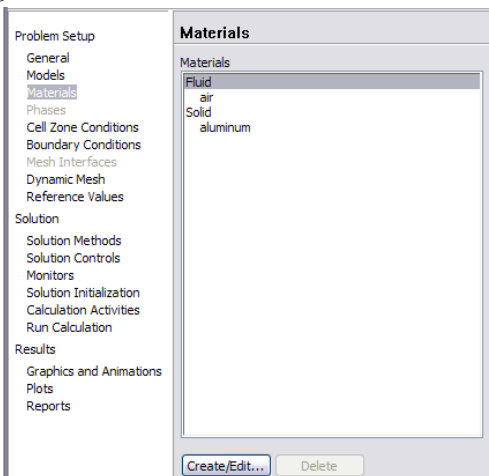 Problem Setup
General
Models
Materials
Phases
Cell Zone Conditions
Boundary Conditions
Mesh Interfaces
Dynamic Mesh
Reference Values
Solution
Solution Methods
Solution Controls
Monitors
Solution Initialization
Calculation Activities
Run Calculation
Results
Graphics and Animations
Plots
Reports
Materials
Materials
Fluid
air
Solid
aluminum
Create/Edit...
Delete